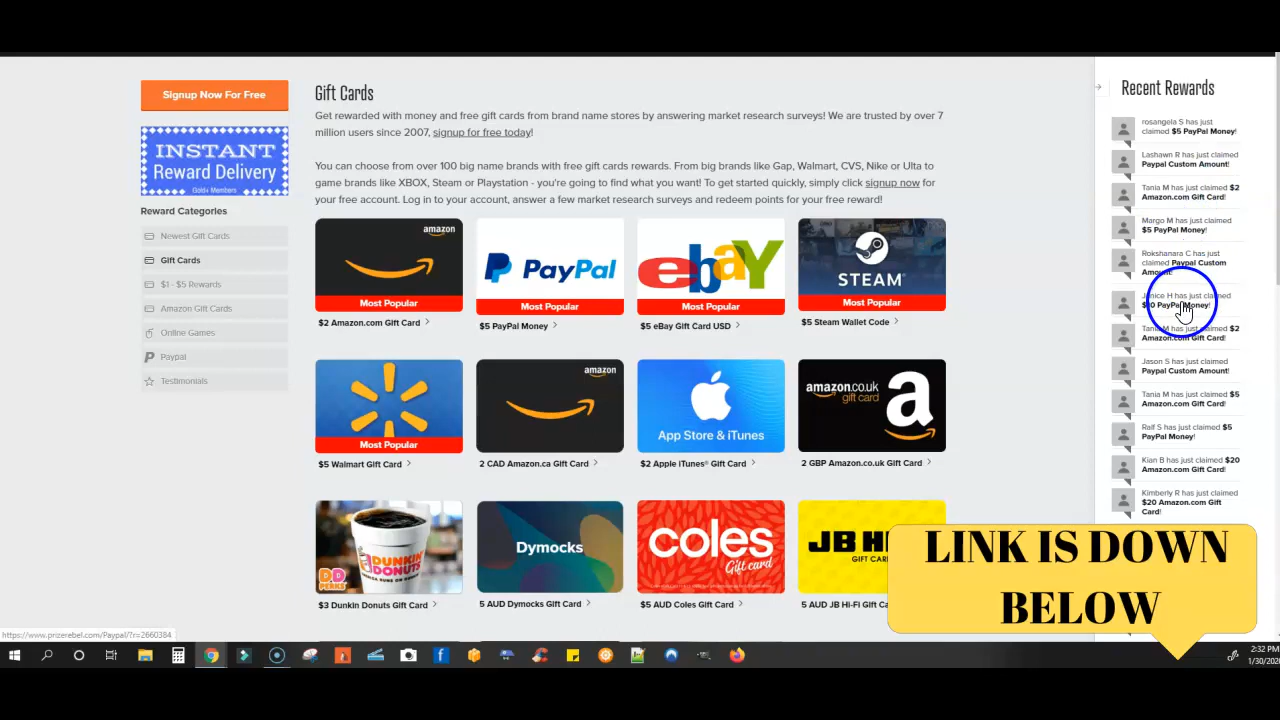 Signup Now For Free
INSTANT
Reward Delivery
Gold+ Members
Reward Categories
Newest Gift Cards
Gift Cards
$1 - $5 Rewards
Amazon Gift Cards
Online Games
Paypal
Testimonials
Gift Cards
Get rewarded with money and free gift cards from brand name stores by answering market research surveys! We are trusted by over 7
million users since 2007, signup for free today!
You can choose from over 100 big name brands with free gift cards rewards. From big brands like Gap, Walmart, CVS, Nike or Ulta to
game brands like XBOX, Steam or Playstation - you're going to find what you want! To get started quickly, simply click signup now for
your free account. Log in to your account, answer a few market research surveys and redeem points for your free reward!
amazon
Most Popular
$2 Amazon.com Gift Card
PayPal
Most Popular
$5 PayPal Money
ebay
Most Popular
$5 eBay Gift Card USD
STEAM
Most Popular
$5 Steam Wallet Code
Most Popular
$5 Walmart Gift Card
amazon
2 CAD Amazon.ca Gift Card
App Store & iTunes
$2 Apple iTunes® Gift Card
amazon.co.uk
gift card
a
2 GBP Amazon.co.uk Gift Card
DUNKIN'
DONUTS
DD
PERKS
$3 Dunkin Donuts Gift Card
Dymocks
5 AUD Dymocks Gift Card
coles
Gift card
$5 AUD Coles Gift Card
JB HI
GIFT CARD
5 AUD JB Hi-Fi Gift Ca
Recent Rewards
rosangela S has just
claimed $5 PayPal Money!
Lashawn R has just claimed
Paypal Custom Amount!
Tania M has just claimed $2
Amazon.com Gift Card!
Margo M has just claimed
$5 PayPal Money!
Rokshanara C has just
claimed Paypal Custom
Amount!
Janice H has just claimed
PayPal Money!
Tania M has just claimed $2
Amazon.com Gift Card!
Jason S has just claimed
Paypal Custom Amount!
Tania M has just claimed $5
Amazon.com Gift Card!
Ralf S has just claimed $5
PayPal Money!
Kian B has just claimed $20
Amazon.com Gift Card!
Kimberly R has just claimed
$20 Amazon.com Gift
Card!
LINK IS DOWN
BELOW
https://www.prizerebel.com/Paypal/?r=2660384
2:32 PM
1/30/202